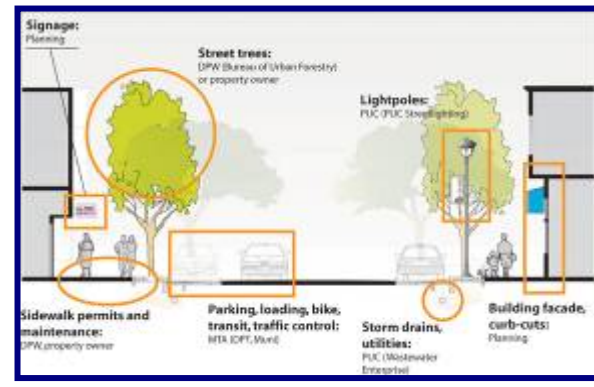 Signage:
Planning
Street trees:
DPW (Bureau of Urban Forestry)
or property owner
Lightpoles:
PUC (PUC Streetlighting)
Sidewalk permits and
maintenance:
DPW, property owner
Parking, loading, bike,
transit, traffic control:
MTA (DPT, Muni)
Storm drains,
utilities:
PUC (Wastewater
Enterprise)
Building facade,
curb-cuts:
Planning